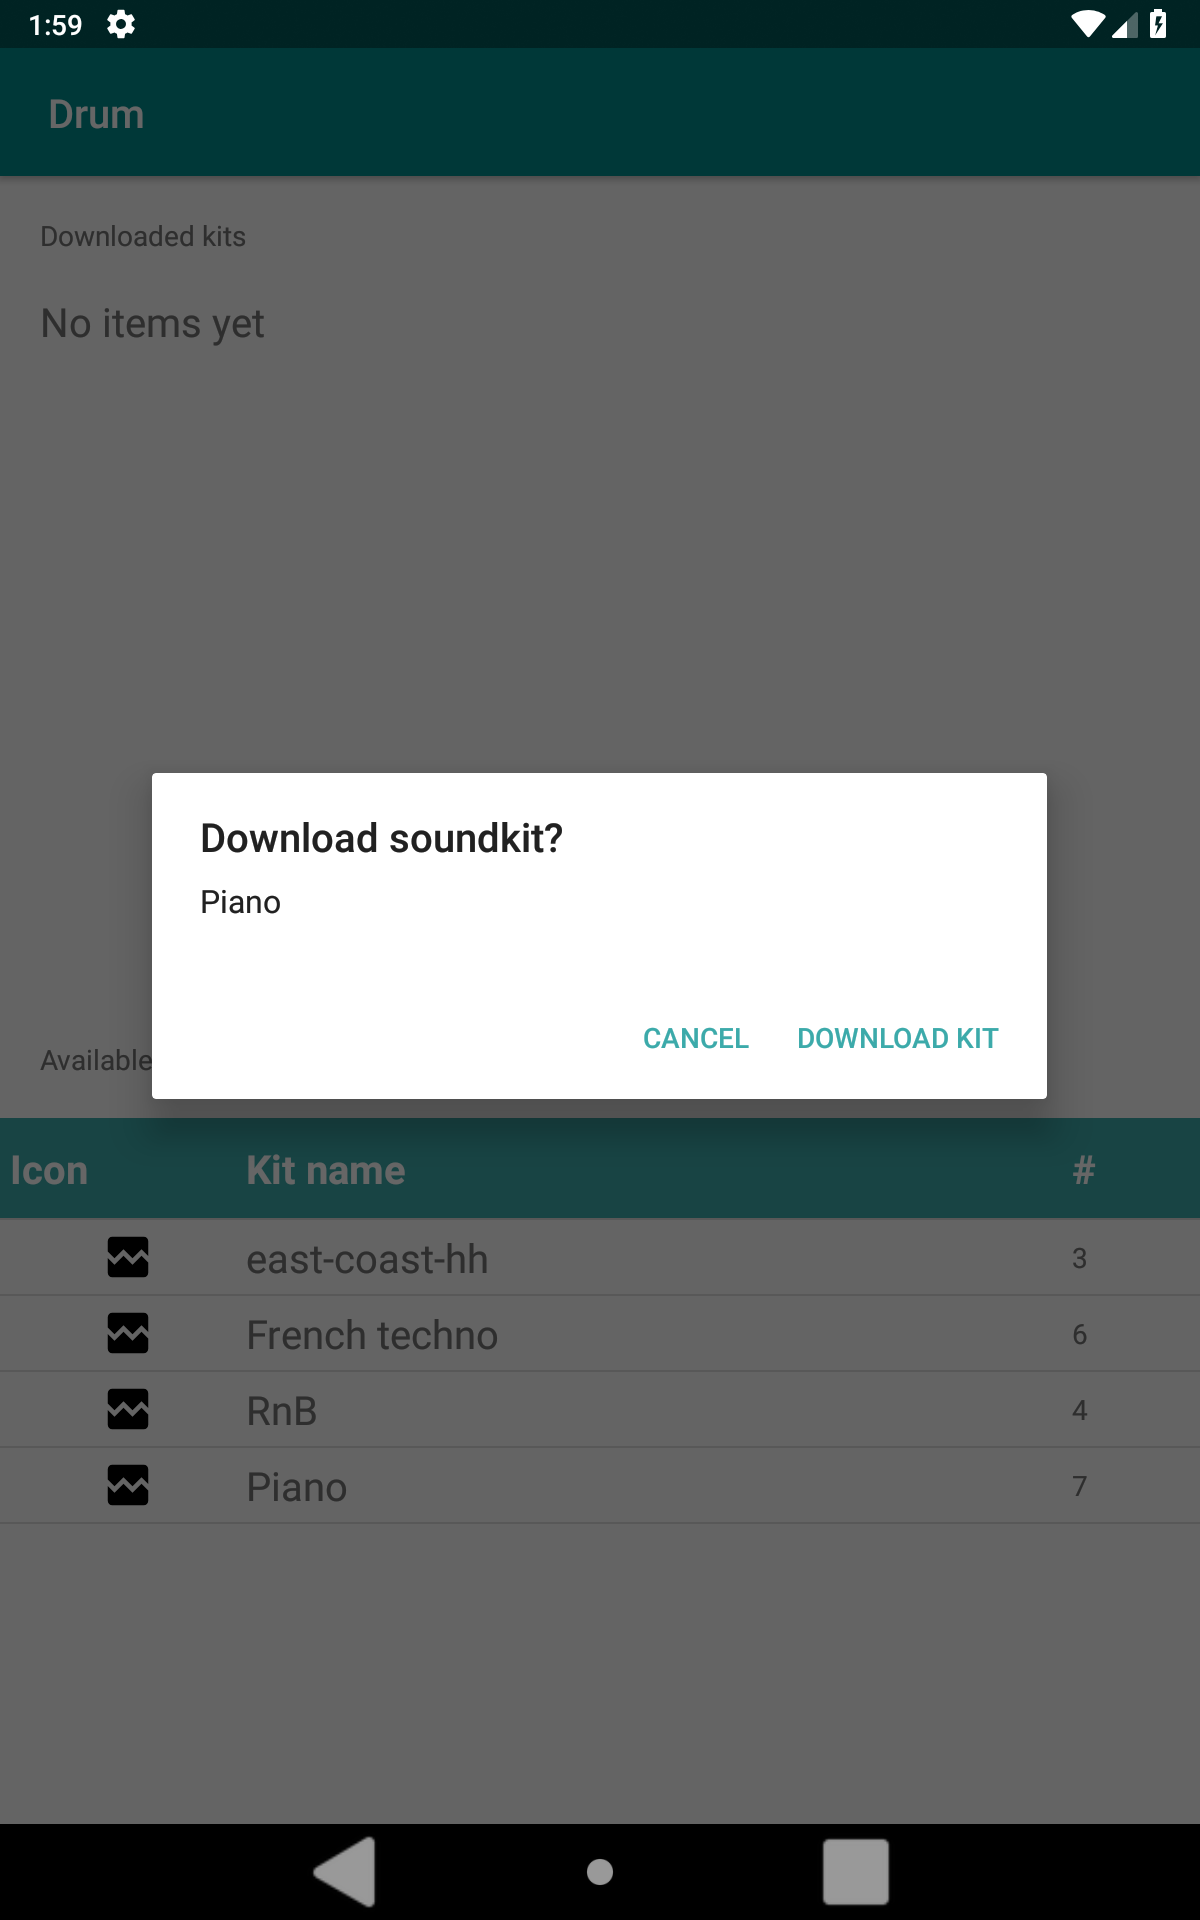 1:59
Drum
Downloaded kits
No items yet
Download soundkit?
Piano
CANCEL DOWNLOAD KIT
Available
Icon Kit name #
east-coast-hh 3
French techno 6
RnB 4
Piano 7